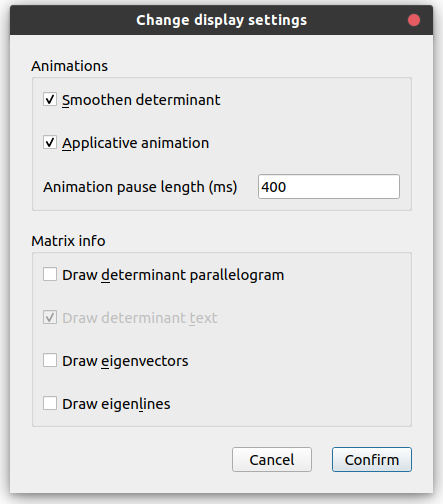 Change display settings
Animations
Smoothen determinant
Applicative animation
Animation pause length (ms) 400
Matrix info
Draw determinant parallelogram
Draw determinant text
Draw eigenvectors
Draw eigenlines
Cancel Confirm